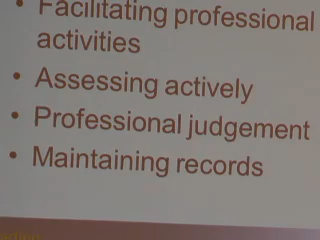 • Facilitating professional
activities
• Assessing actively
• Professional judgement
• Maintaining records